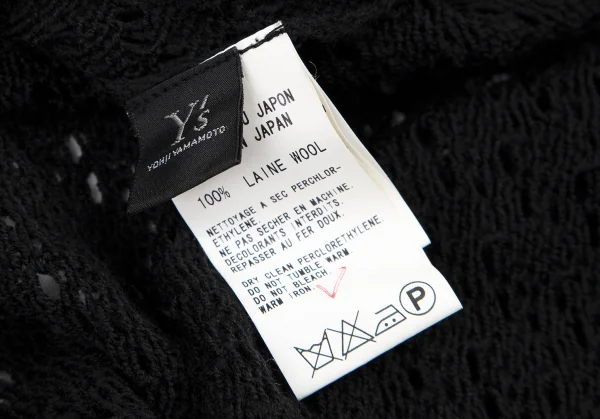 Y's
YOHJI YAMAMOTO
JAPON
JAPAN
100% LAINE WOOL
NETTOYAGE A SEC PERCHLOR-
ETHYLENE.
NE PAS SECHER EN MACHINE.
DECOLORANTS INTERDITS.
REPASSER AU FER DOUX.
DRY CLEAN PERCLORETHYLENE.
DO NOT TUMBLE WARM
DO NOT BLEACH.
WARM IRON.
P